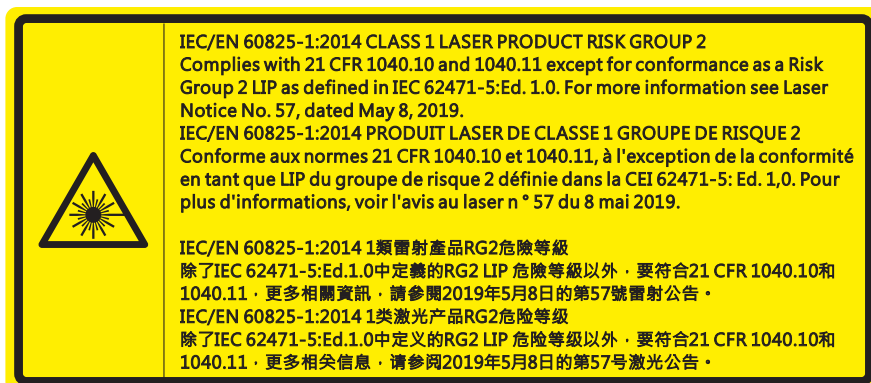 IEC/EN 60825-1:2014 CLASS 1 LASER PRODUCT RISK GROUP 2
Complies with 21 CFR 1040.10 and 1040.11 except for conformance as a Risk
Group 2 LIP as defined in IEC 62471-5:Ed. 1.0. For more information see Laser
Notice No. 57, dated May 8, 2019.
IEC/EN 60825-1:2014 PRODUIT LASER DE CLASSE 1 GROUPE DE RISQUE 2
Conforme aux normes 21 CFR 1040.10 et 1040.11, à l'exception de la conformité
en tant que LIP du groupe de risque 2 définie dans la CEI 62471-5: Ed. 1,0. Pour
plus d'informations, voir l'avis au laser n ° 57 du 8 mai 2019.
IEC/EN 60825-1:2014 1類雷射產品RG2危險等級
除了IEC 62471-5:Ed.1.0中定義的RG2 LIP 危險等級以外，要符合21 CFR 1040.10和
1040.11，更多相關資訊，請參閱2019年5月8日的第57號雷射公告。
IEC/EN 60825-1:2014 1类激光产品RG2危险等级
除了IEC 62471-5:Ed.1.0中定义的RG2 LIP 危险等级以外，要符合21 CFR 1040.10和
1040.11，更多相关信息，请参阅2019年5月8日的第57号激光公告。